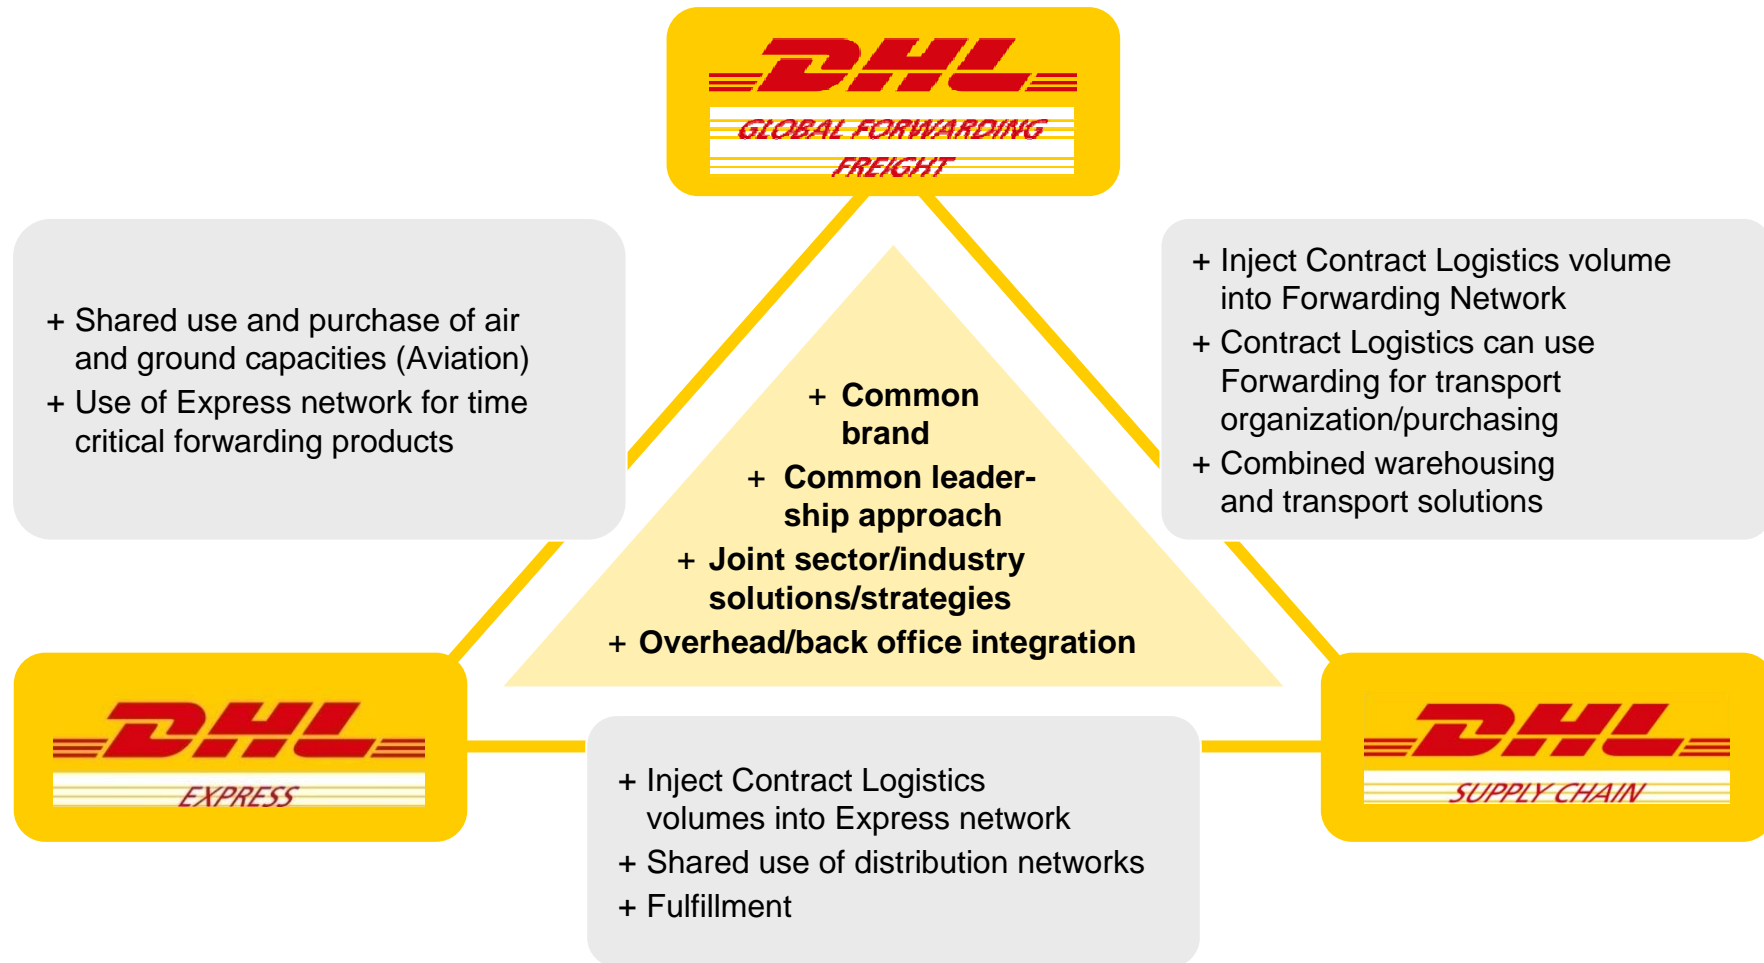 DHL
GLOBAL FORWARDING
FREIGHT
+ Shared use and purchase of air
and ground capacities (Aviation)
+ Use of Express network for time
critical forwarding products
+ Inject Contract Logistics volume
into Forwarding Network
+ Contract Logistics can use
Forwarding for transport
organization/purchasing
+ Combined warehousing
and transport solutions
+ Common
brand
+ Common leader-
ship approach
+ Joint sector/industry
solutions/strategies
+ Overhead/back office integration
DHL
EXPRESS
DHL
SUPPLY CHAIN
+ Inject Contract Logistics
volumes into Express network
+ Shared use of distribution networks
+ Fulfillment